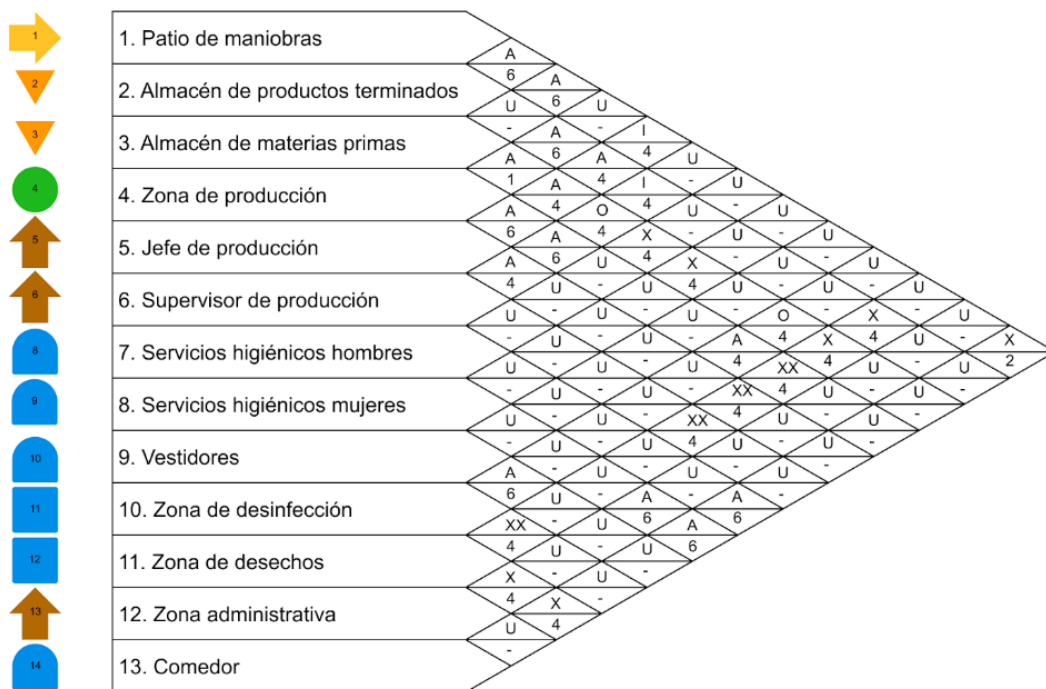 1
1. Patio de maniobras
A
6 A
2
2. Almacén de productos terminados
6
U U
- -
A I
3
3. Almacén de materias primas
6 4
A A U
1 4 -
A I U
4
4. Zona de producción
4 4 -
A O U U
6 4 - -
A X U U
5
5. Jefe de producción
6 4 - -
A U X U U
4 - 4 - -
U U U U U
6
6. Supervisor de producción
- - - - -
U U U O X U
- - - 4 4 -
U U A X U X
8
7. Servicios higiénicos hombres
- - 4 4 - 2
U U U XX U U
- - - 4 - -
U U XX U U
9
8. Servicios higiénicos mujeres
- - 4 - -
U U XX U U
- - 4 - -
U U U U
10
9. Vestidores
- - - -
A U U U
6 - - -
U A A
11
10. Zona de desinfección
- 6 6
XX U A
4 - 6
U U
12
11. Zona de desechos
- -
X U
4 -
X
13
12. Zona administrativa
4
U
-
14
13. Comedor